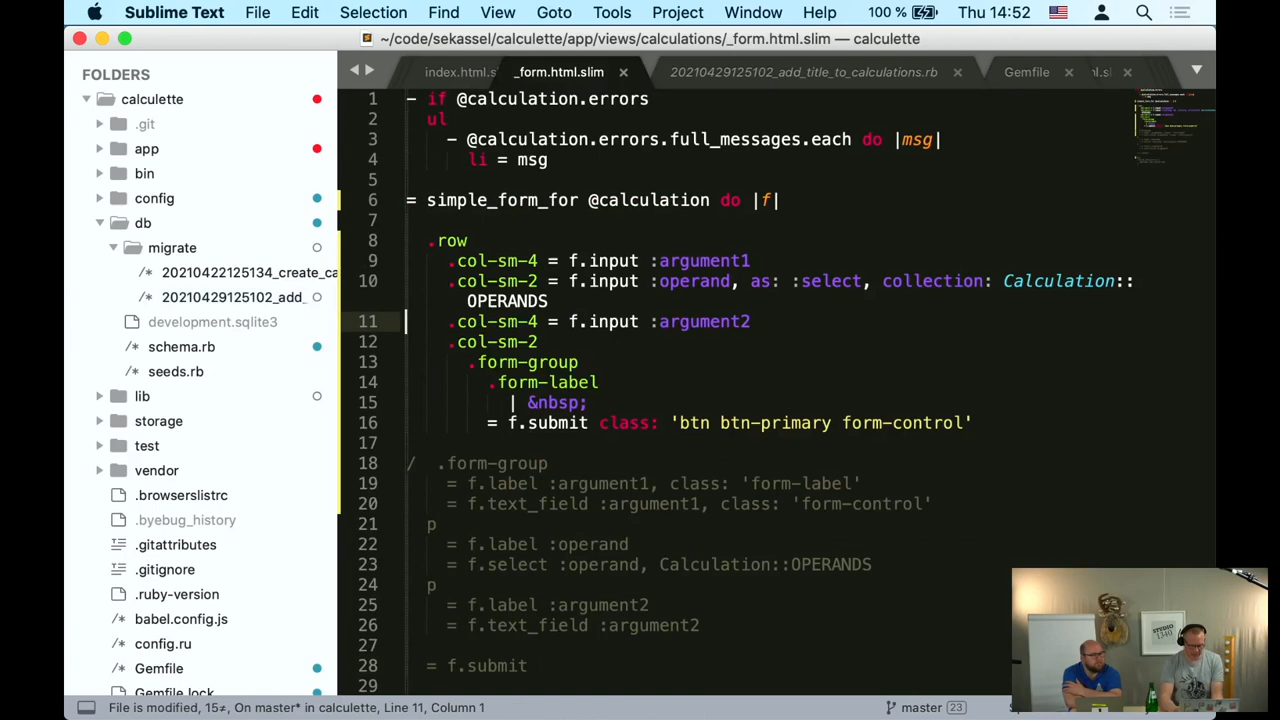 Sublime Text File Edit Selection Find View Goto Tools Project Window Help 100 % Thu 14:52
~/code/sekassel/calculette/app/views/calculations/_form.html.slim — calculette
FOLDERS
calculette
.git
app
bin
config
db
migrate
/* 20210422125134_create_ca
/* 20210429125102_add_
development.sqlite3
/* schema.rb
/* seeds.rb
lib
storage
test
vendor
.browserslistrc
.byebug_history
.gitattributes
.gitignore
.ruby-version
/* babel.config.js
/* config.ru
/* Gemfile
Gemfile.lock
index.html.s _form.html.slim 20210429125102_add_title_to_calculations.rb Gemfile ml.sli
1 - if @calculation.errors
2 ul
3 - @calculation.errors.full_messages.each do |msg|
4 li = msg
5
6 = simple_form_for @calculation do |f|
7
8 .row
9 .col-sm-4 = f.input :argument1
10 .col-sm-2 = f.input :operand, as: :select, collection: Calculation::
OPERANDS
11 .col-sm-4 = f.input :argument2
12 .col-sm-2
13 .form-group
14 .form-label
15 | &nbsp;
16 = f.submit class: 'btn btn-primary form-control'
17
18 / .form-group
19 = f.label :argument1, class: 'form-label'
20 = f.text_field :argument1, class: 'form-control'
21 p
22 = f.label :operand
23 = f.select :operand, Calculation::OPERANDS
24 p
25 = f.label :argument2
26 = f.text_field :argument2
27
28 = f.submit
29
STUDIO
1340
File is modified, 15≠, On master* in calculette, Line 11, Column 1 master 23